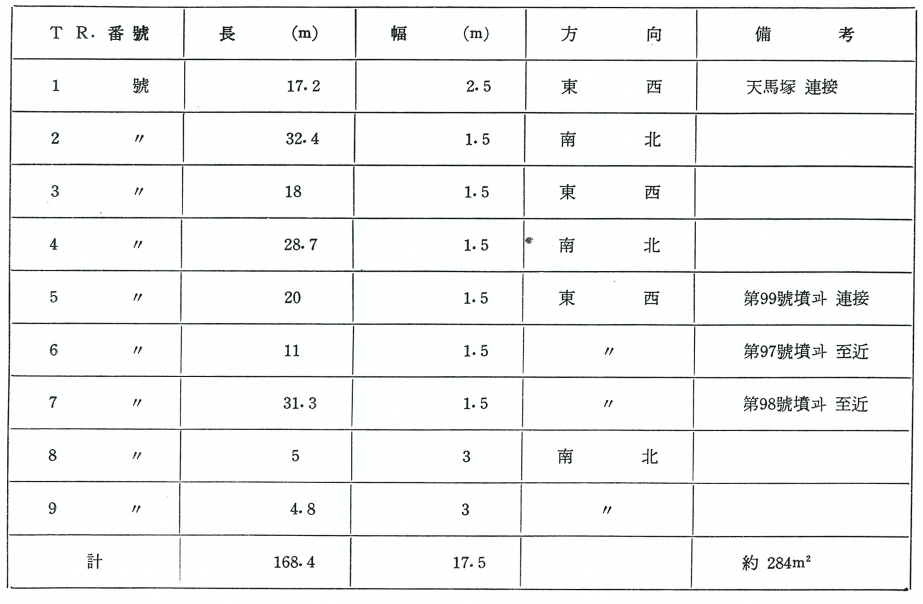 T R. 番號 長 (m) 幅 (m) 方 向 備 考
1 號 17.2 2.5 東 西 天馬塚 連接
2 〃 32.4 1.5 南 北
3 〃 18 1.5 東 西
4 〃 28.7 1.5 南 北
5 〃 20 1.5 東 西 第99號墳과 連接
6 〃 11 1.5 〃 第97號墳과 至近
7 〃 31.3 1.5 〃 第98號墳과 至近
8 〃 5 3 南 北
9 〃 4.8 3 〃
計 168.4 17.5 約 284m²